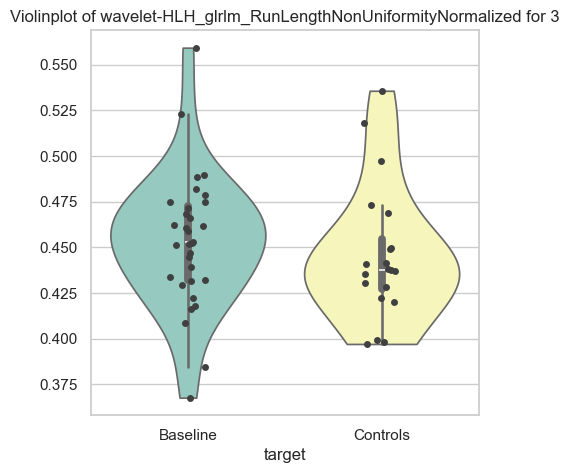 Violinplot of wavelet-HLH_glrlm_RunLengthNonUniformityNormalized for 3
0.550
0.525
0.500
0.475
0.450
0.425
0.400
0.375
Baseline Controls
target